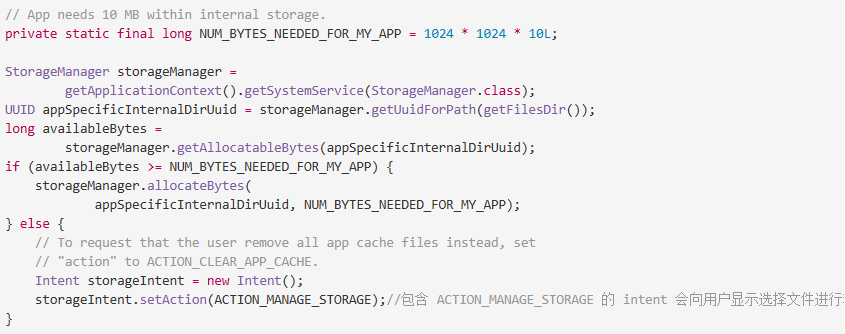 // App needs 10 MB within internal storage.
private static final long NUM_BYTES_NEEDED_FOR_MY_APP = 1024 * 1024 * 10L;

StorageManager storageManager =
        getApplicationContext().getSystemService(StorageManager.class);
UUID appSpecificInternalDirUuid = storageManager.getUuidForPath(getFilesDir());
long availableBytes =
        storageManager.getAllocatableBytes(appSpecificInternalDirUuid);
if (availableBytes >= NUM_BYTES_NEEDED_FOR_MY_APP) {
    storageManager.allocateBytes(
            appSpecificInternalDirUuid, NUM_BYTES_NEEDED_FOR_MY_APP);
} else {
    // To request that the user remove all app cache files instead, set
    // "action" to ACTION_CLEAR_APP_CACHE.
    Intent storageIntent = new Intent();
    storageIntent.setAction(ACTION_MANAGE_STORAGE);//包含 ACTION_MANAGE_STORAGE 的 intent 会向用户显示选择文件进行
}